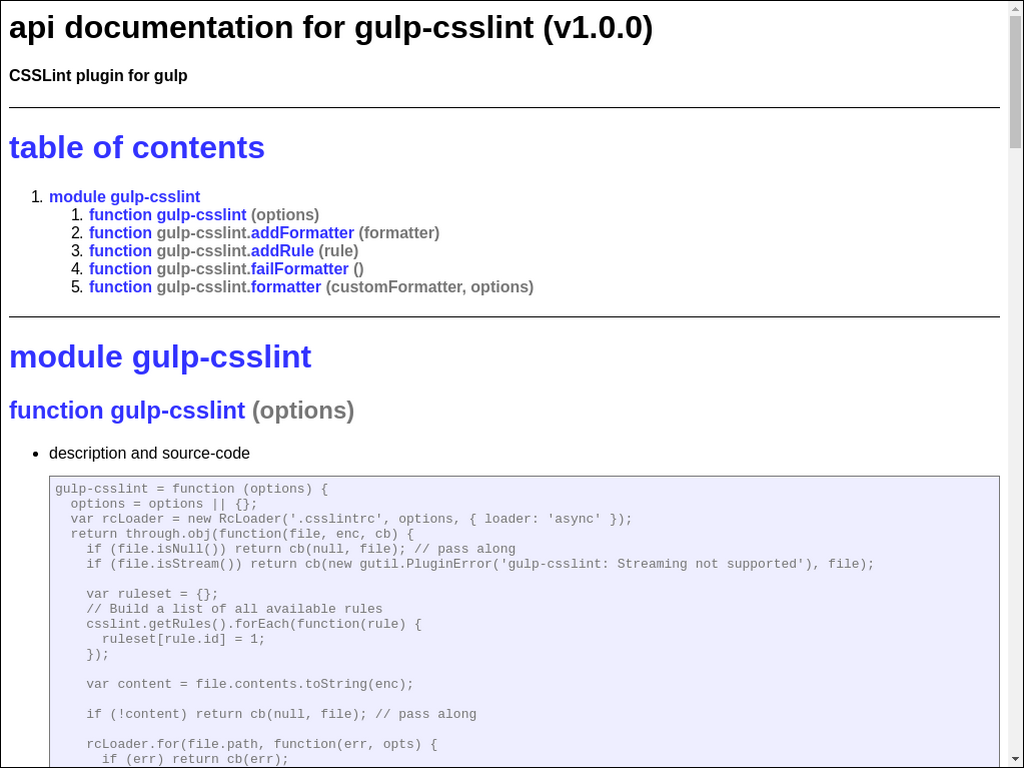 api documentation for gulp-csslint (v1.0.0)
CSSLint plugin for gulp
table of contents
1. module gulp-csslint
1. function gulp-csslint (options)
2. function gulp-csslint.addFormatter (formatter)
3. function gulp-csslint.addRule (rule)
4. function gulp-csslint.failFormatter ()
5. function gulp-csslint.formatter (customFormatter, options)
module gulp-csslint
function gulp-csslint (options)
• description and source-code
gulp-csslint = function (options) {
  options = options || {};
  var rcLoader = new RcLoader('.csslintrc', options, { loader: 'async' });
  return through.obj(function(file, enc, cb) {
    if (file.isNull()) return cb(null, file); // pass along
    if (file.isStream()) return cb(new gutil.PluginError('gulp-csslint: Streaming not supported'), file);
    var ruleset = {};
    // Build a list of all available rules
    csslint.getRules().forEach(function(rule) {
      ruleset[rule.id] = 1;
    });
    var content = file.contents.toString(enc);
    if (!content) return cb(null, file); // pass along
    rcLoader.for(file.path, function(err, opts) {
      if (err) return cb(err);